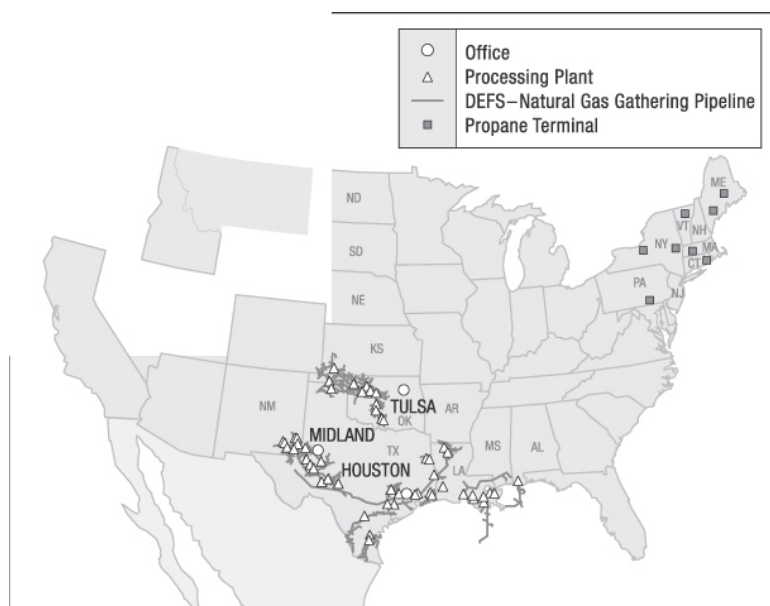 Office
Processing Plant
DEFS–Natural Gas Gathering Pipeline
Propane Terminal
ME
ND
VT
NH
NY
MA
SD
CT
PA
NJ
NE
KS
TULSA
AR
OK
NM
MIDLAND
TX
MS
AL
HOUSTON
LA